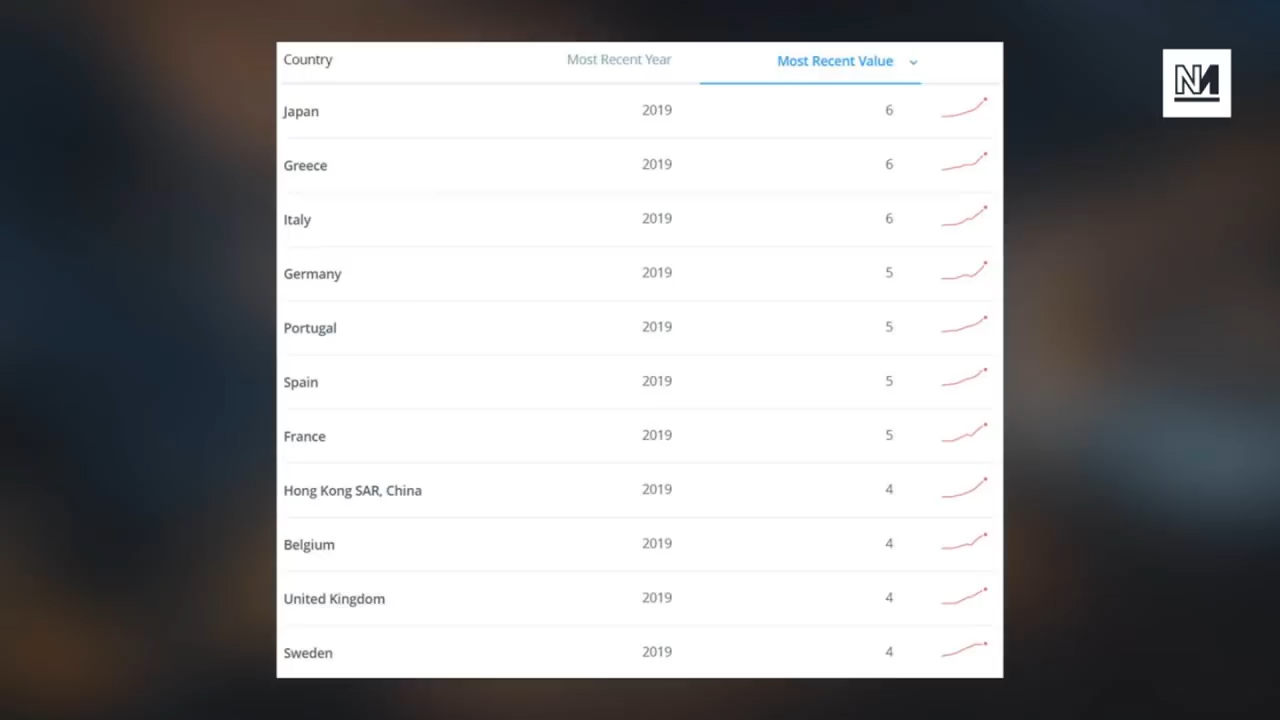 Country Most Recent Year Most Recent Value
Japan 2019 6
Greece 2019 6
Italy 2019 6
Germany 2019 5
Portugal 2019 5
Spain 2019 5
France 2019 5
Hong Kong SAR, China 2019 4
Belgium 2019 4
United Kingdom 2019 4
Sweden 2019 4
NM